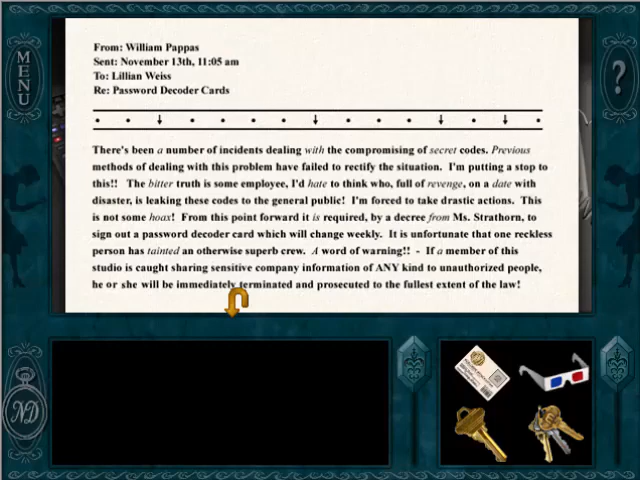 From: William Pappas
Sent: November 13th, 11:05 am
To: Lillian Weiss
Re: Password Decoder Cards
There's been a number of incidents dealing with the compromising of secret codes. Previous
methods of dealing with this problem have failed to rectify the situation. I'm putting a stop to
this!! The bitter truth is some employee, I'd hate to think who, full of revenge, on a date with
disaster, is leaking these codes to the general public! I'm forced to take drastic actions. This
is not some hoax! From this point forward it is required, by a decree from Ms. Strathorn, to
sign out a password decoder card which will change weekly. It is unfortunate that one reckless
person has tainted an otherwise superb crew. A word of warning!! - If a member of this
studio is caught sharing sensitive company information of ANY kind to unauthorized people,
he or she will be immediately terminated and prosecuted to the fullest extent of the law!
MENU
?
ND